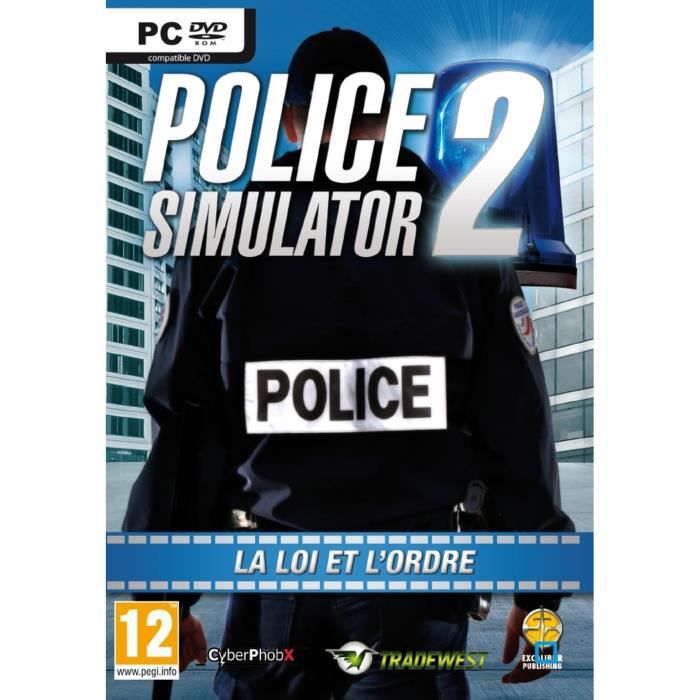 PC DVD
ROM
compatible DVD
POLICE
SIMULATOR 2
POLICE
LA LOI ET L'ORDRE
12
www.pegi.info
CyberPhobX
TRADEWEST
EXCALIBUR
PUBLISHING